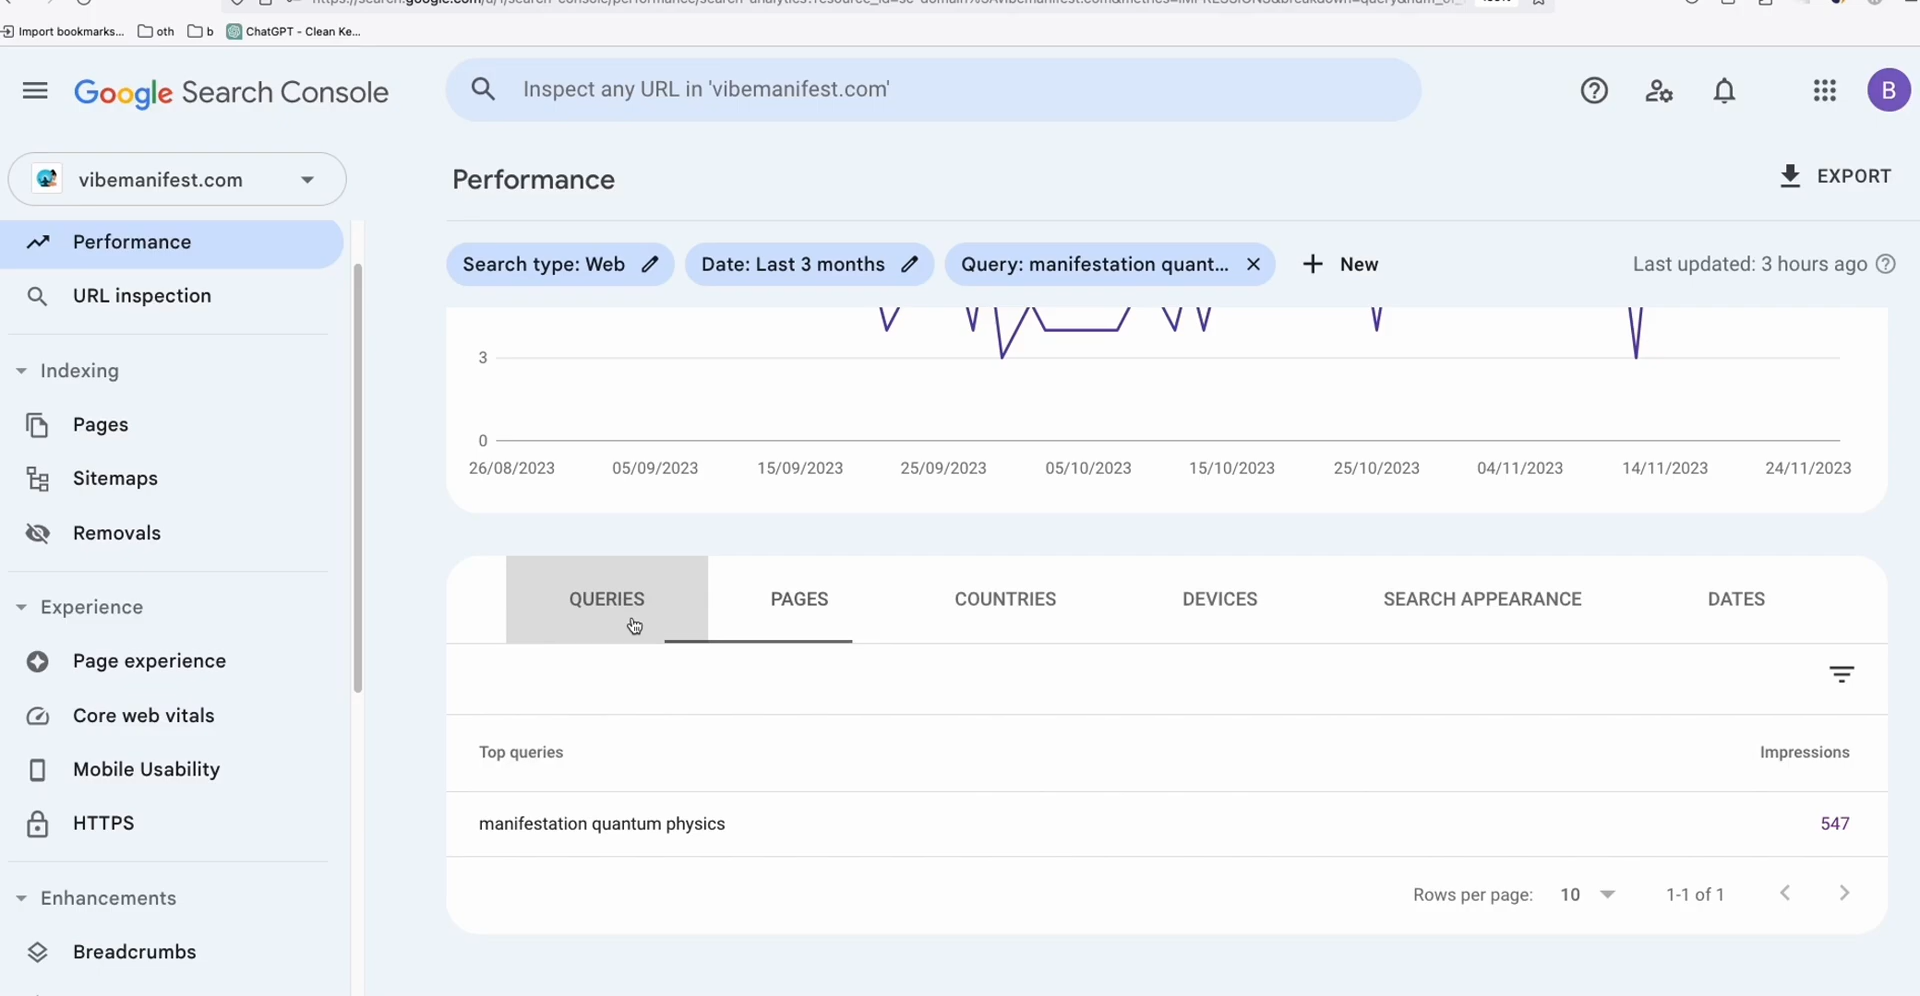 Import bookmarks...
oth
b
ChatGPT - Clean Ke...
Google Search Console
Inspect any URL in 'vibemanifest.com'
B
vibemanifest.com
Performance
EXPORT
Performance
Search type: Web
Date: Last 3 months
Query: manifestation quant...
New
Last updated: 3 hours ago
URL inspection
3
Indexing
Pages
0
26/08/2023
05/09/2023
15/09/2023
25/09/2023
05/10/2023
15/10/2023
25/10/2023
04/11/2023
14/11/2023
24/11/2023
Sitemaps
Removals
Experience
QUERIES
PAGES
COUNTRIES
DEVICES
SEARCH APPEARANCE
DATES
Page experience
Core web vitals
Top queries
Impressions
Mobile Usability
HTTPS
manifestation quantum physics
547
Enhancements
Rows per page:
10
1-1 of 1
Breadcrumbs